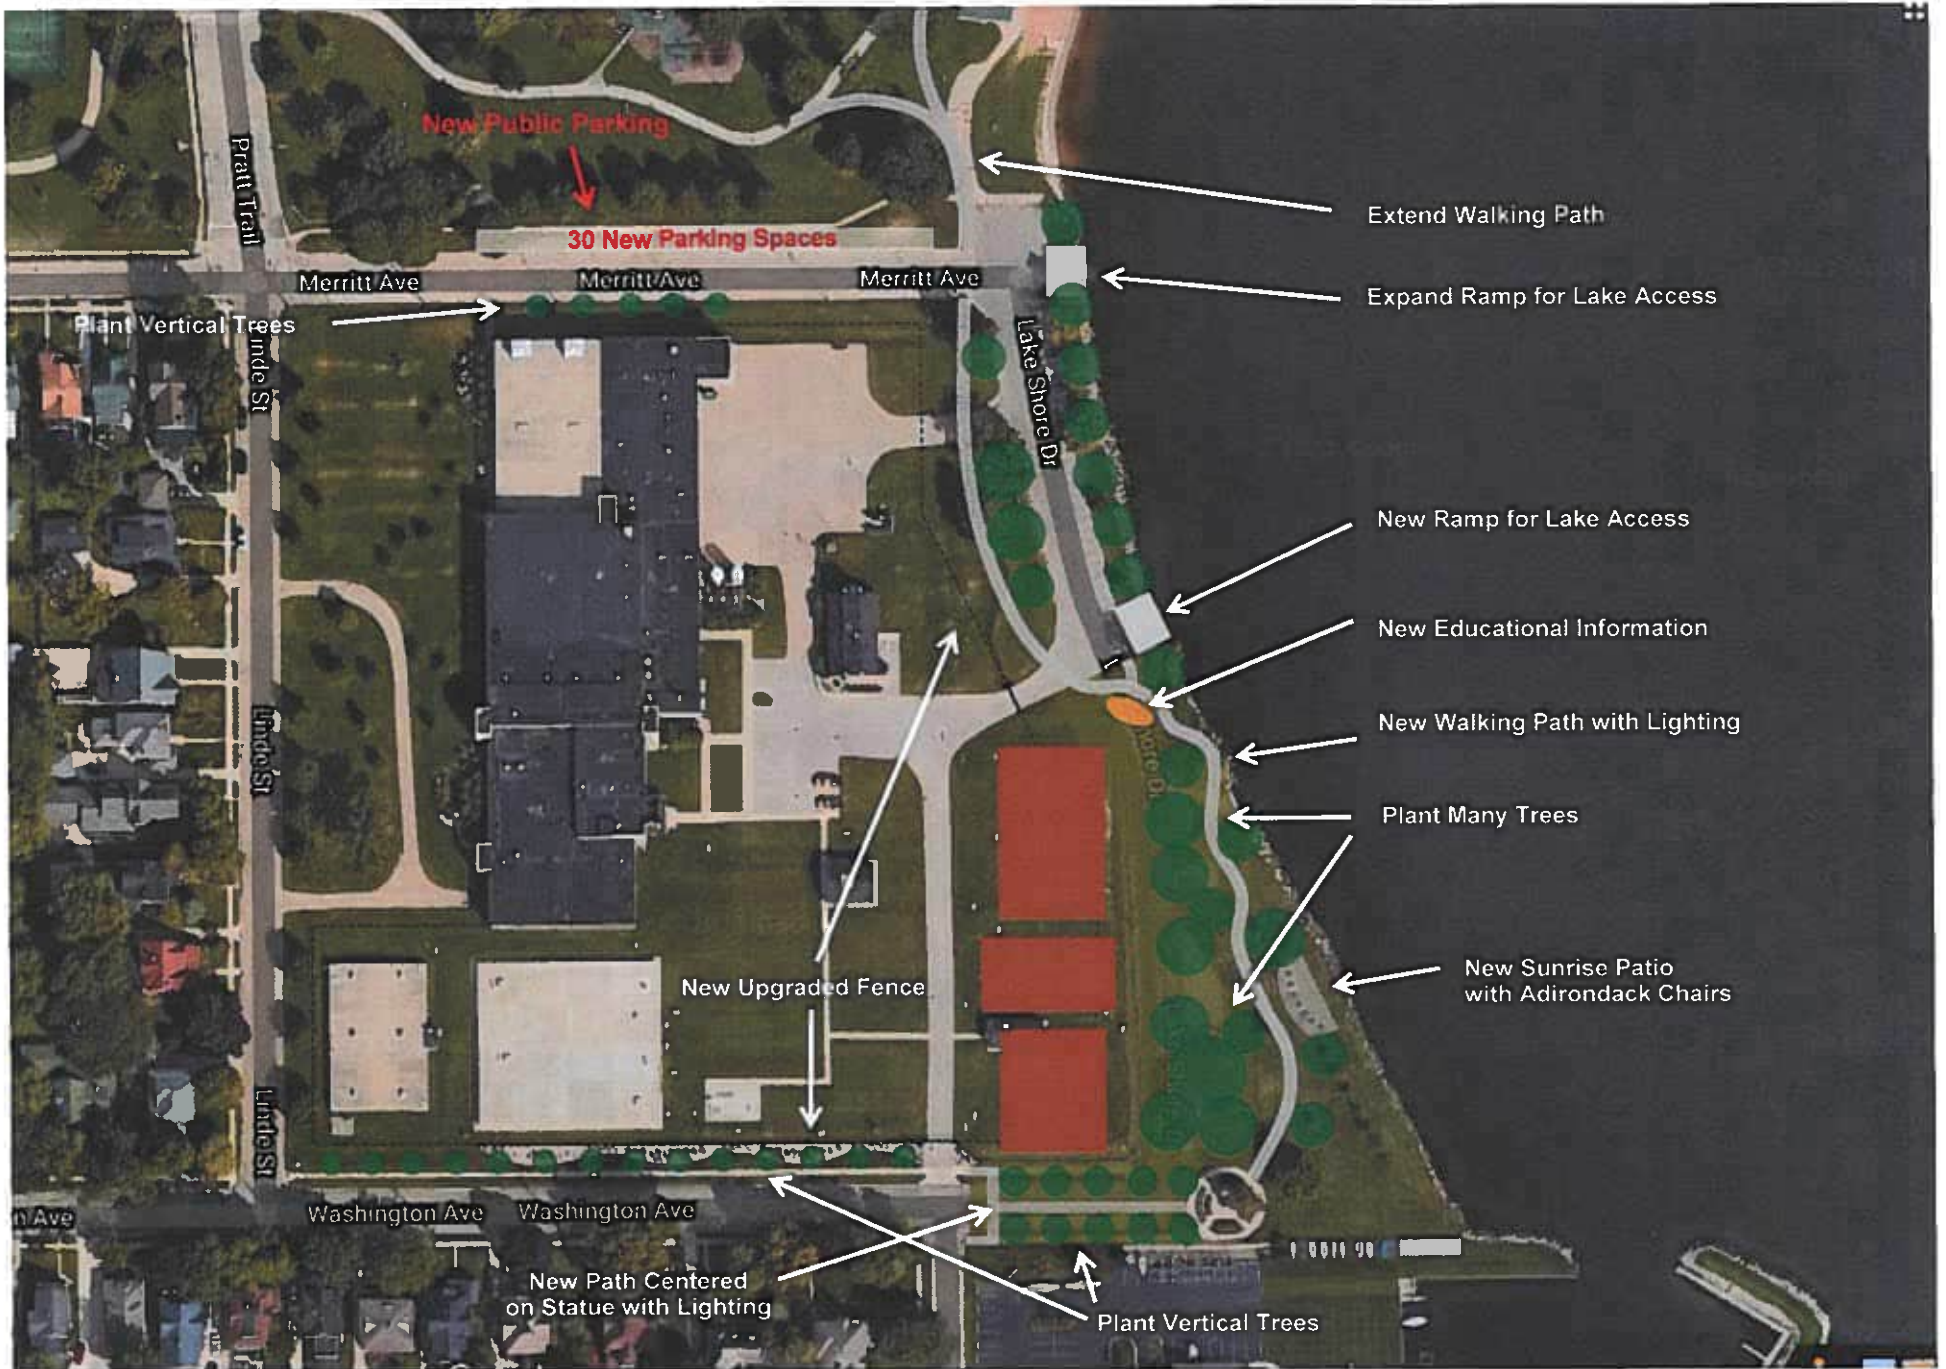 New Public Parking
Pratt Trail
Extend Walking Path
30 New Parking Spaces
Merritt Ave
Merritt Ave
Merritt Ave
Expand Ramp for Lake Access
Plant Vertical Trees
Linde St
Lake Shore Dr
New Ramp for Lake Access
New Educational Information
New Walking Path with Lighting
Linde St
Plant Many Trees
New Sunrise Patio
with Adirondack Chairs
New Upgraded Fence
Linde St
n Ave
Washington Ave
Washington Ave
New Path Centered
on Statue with Lighting
Plant Vertical Trees